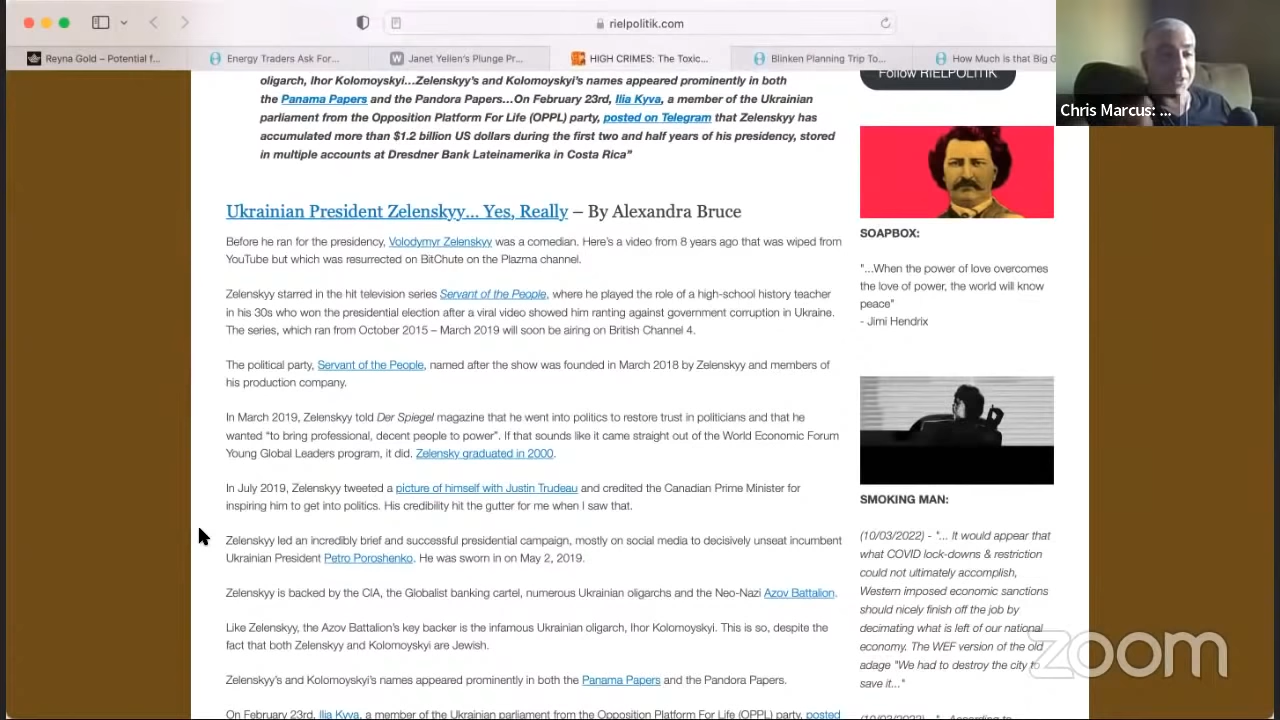 rielpolitik.com
Reyna Gold – Potential f...
Energy Traders Ask For...
Janet Yellen's Plunge Pr...
HIGH CRIMES: The Toxic...
Blinken Planning Trip To...
How Much is that Big G
Chris Marcus: ...
oligarch, Ihor Kolomoyskyi…Zelenskyy's and Kolomoyskyi's names appeared prominently in both
the Panama Papers and the Pandora Papers…On February 23rd, Ilia Kyva, a member of the Ukrainian
parliament from the Opposition Platform For Life (OPPL) party, posted on Telegram that Zelenskyy has
accumulated more than $1.2 billion US dollars during the first two and half years of his presidency, stored
in multiple accounts at Dresdner Bank Lateinamerika in Costa Rica"
Ukrainian President Zelenskyy... Yes, Really – By Alexandra Bruce
Before he ran for the presidency, Volodymyr Zelenskyy was a comedian. Here's a video from 8 years ago that was wiped from
YouTube but which was resurrected on BitChute on the Plazma channel.
Zelenskyy starred in the hit television series Servant of the People, where he played the role of a high-school history teacher
in his 30s who won the presidential election after a viral video showed him ranting against government corruption in Ukraine.
The series, which ran from October 2015 – March 2019 will soon be airing on British Channel 4.
The political party, Servant of the People, named after the show was founded in March 2018 by Zelenskyy and members of
his production company.
In March 2019, Zelenskyy told Der Spiegel magazine that he went into politics to restore trust in politicians and that he
wanted "to bring professional, decent people to power". If that sounds like it came straight out of the World Economic Forum
Young Global Leaders program, it did. Zelensky graduated in 2000.
In July 2019, Zelenskyy tweeted a picture of himself with Justin Trudeau and credited the Canadian Prime Minister for
inspiring him to get into politics. His credibility hit the gutter for me when I saw that.
Zelenskyy led an incredibly brief and successful presidential campaign, mostly on social media to decisively unseat incumbent
Ukrainian President Petro Poroshenko. He was sworn in on May 2, 2019.
Zelenskyy is backed by the CIA, the Globalist banking cartel, numerous Ukrainian oligarchs and the Neo-Nazi Azov Battalion.
Like Zelenskyy, the Azov Battalion's key backer is the infamous Ukrainian oligarch, Ihor Kolomoyskyi. This is so, despite the
fact that both Zelenskyy and Kolomoyskyi are Jewish.
Zelenskyy's and Kolomoyskyi's names appeared prominently in both the Panama Papers and the Pandora Papers.
On February 23rd, Ilia Kyva, a member of the Ukrainian parliament from the Opposition Platform For Life (OPPL) party, posted
Follow RIELPOLITIK
SOAPBOX:
"...When the power of love overcomes
the love of power, the world will know
peace"
- Jimi Hendrix
SMOKING MAN:
(10/03/2022) - "... It would appear that
what COVID lock-downs & restriction
could not ultimately accomplish,
Western imposed economic sanctions
should nicely finish off the job by
decimating what is left of our national
economy. The WEF version of the old
adage "We had to destroy the city to
save it..."
(10/03/2022) - "... According to
zoom